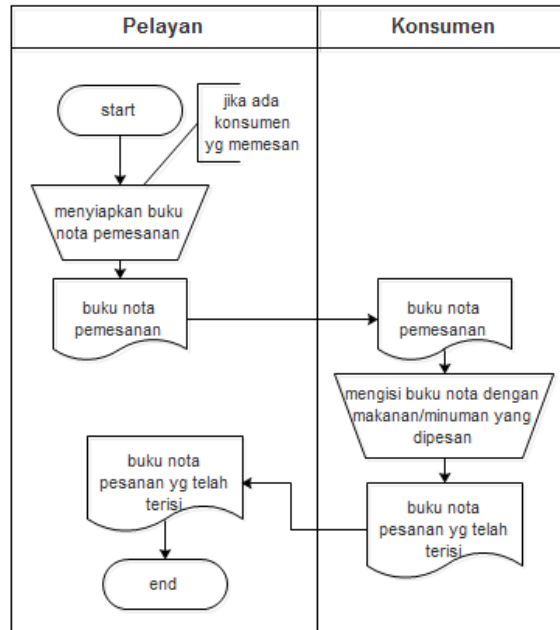 Pelayan
Konsumen
start
jika ada
konsumen
yg memesan
menyiapkan buku
nota pemesanan
buku nota
pemesanan
buku nota
pemesanan
mengisi buku nota dengan
makanan/minuman yang
dipesan
buku nota
pesanan yg telah
terisi
buku nota
pesanan yg telah
terisi
end